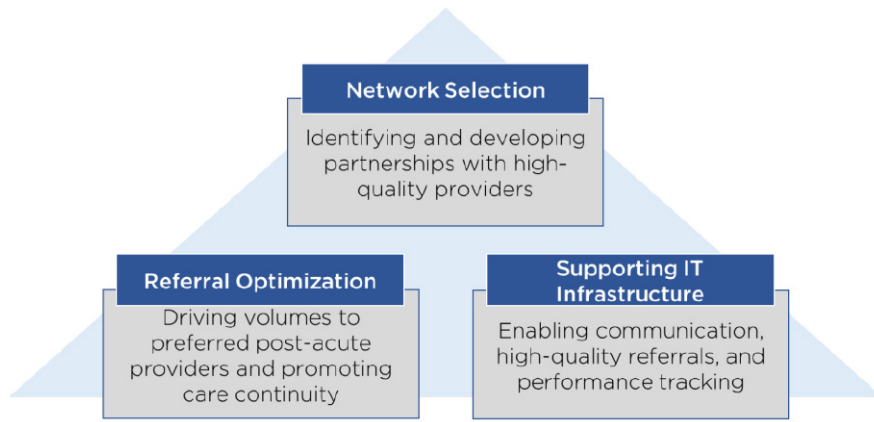 Network Selection
Identifying and developing
partnerships with high-
quality providers
Referral Optimization
Driving volumes to
preferred post-acute
providers and promoting
care continuity
Supporting IT
Infrastructure
Enabling communication,
high-quality referrals, and
performance tracking